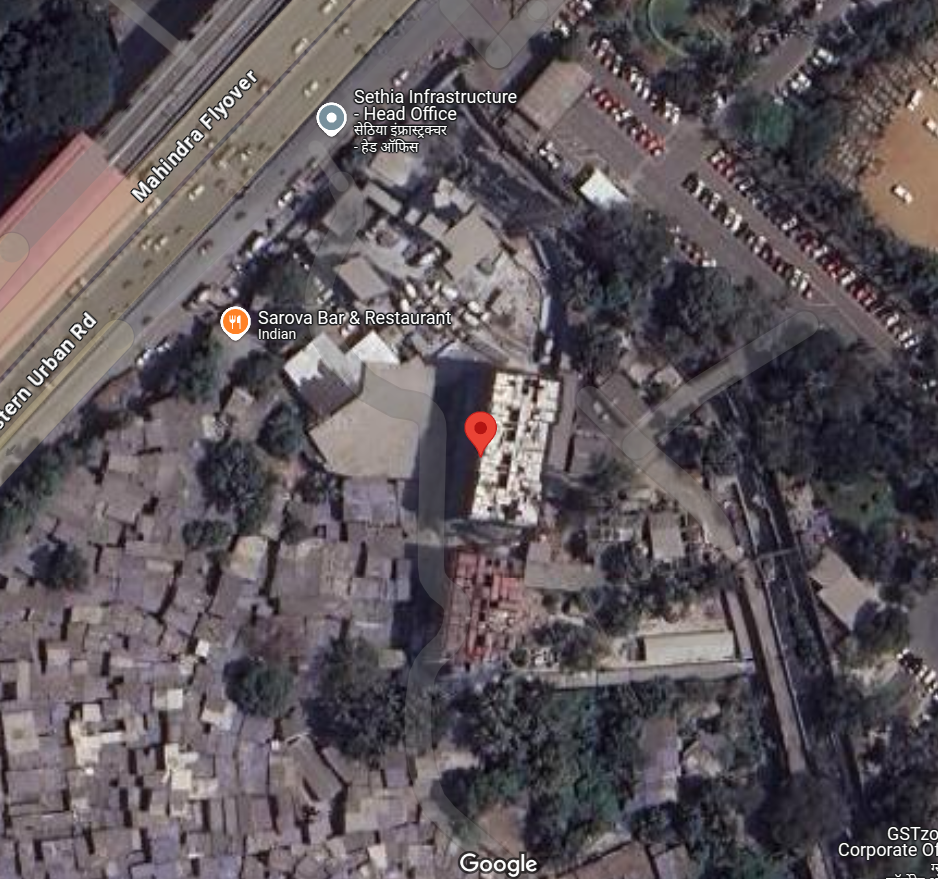 Mahindra Flyover
Sethia Infrastructure
- Head Office
सेठिया इंफ्रास्ट्रक्चर
- हेड ऑफिस
Sarova Bar & Restaurant
Indian
stern Urban Rd
GSTzo
Corporate Of
Google